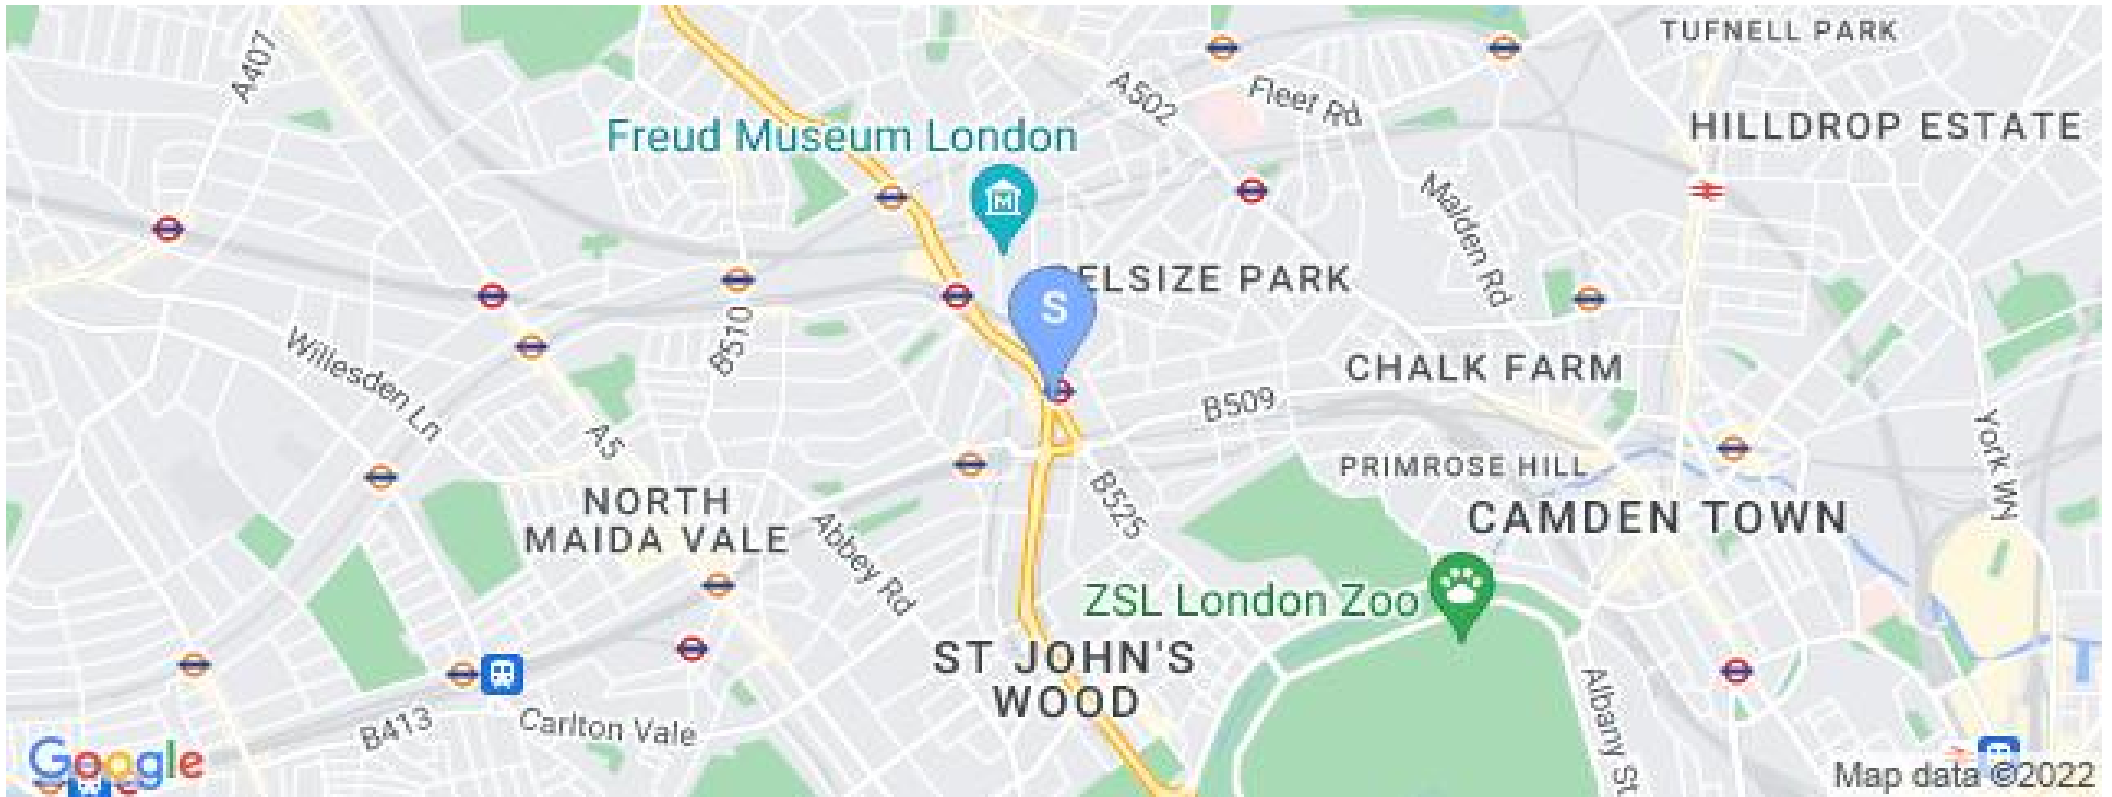 TUFNELL PARK
A407
A502
Fleet Rd
HILLDROP ESTATE
Freud Museum London
Malden Rd
ELSIZE PARK
S
B510
Willesden Ln
CHALK FARM
B509
A5
York Wy
PRIMROSE HILL
B525
NORTH
MAIDA VALE
CAMDEN TOWN
Abbey Rd
ZSL London Zoo
ST JOHN'S
WOOD
Albany St
B413
Carlton Vale
Google
Map data ©2022